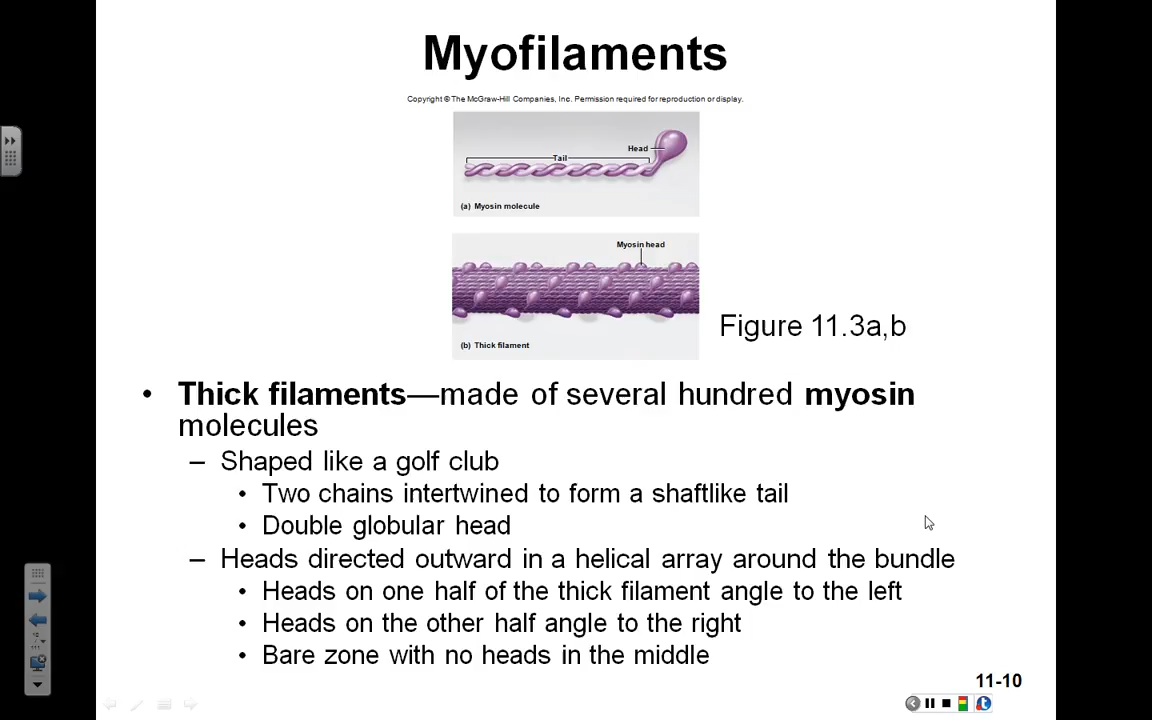 Myofilaments
Copyright © The McGraw-Hill Companies, Inc. Permission required for reproduction or display.
Head
Tail
(a) Myosin molecule
Myosin head
(b) Thick filament
Figure 11.3a,b
• Thick filaments—made of several hundred myosin
molecules
– Shaped like a golf club
• Two chains intertwined to form a shaftlike tail
• Double globular head
– Heads directed outward in a helical array around the bundle
• Heads on one half of the thick filament angle to the left
• Heads on the other half angle to the right
• Bare zone with no heads in the middle
11-10